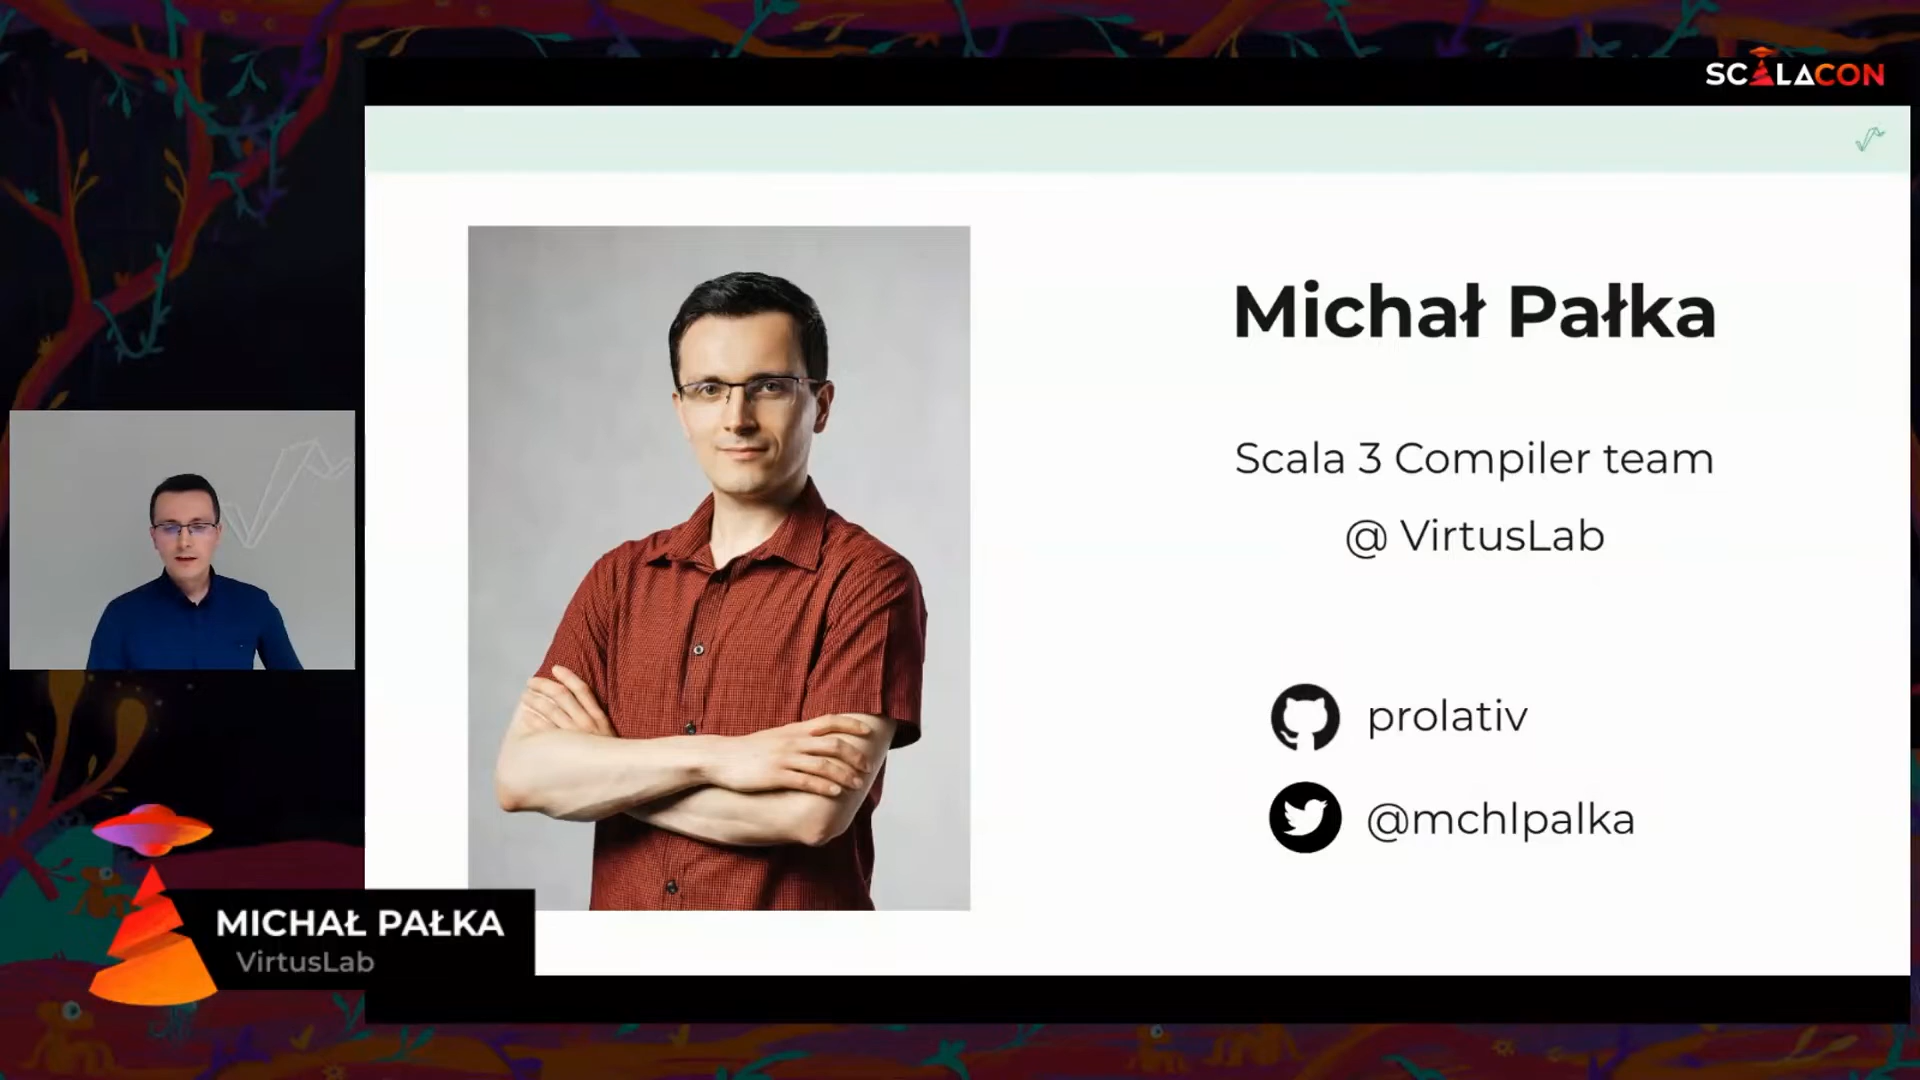 SCALACON
Michał Pałka
Scala 3 Compiler team
@ VirtusLab
prolativ
@mchlpalka
MICHAŁ PAŁKA
VirtusLab